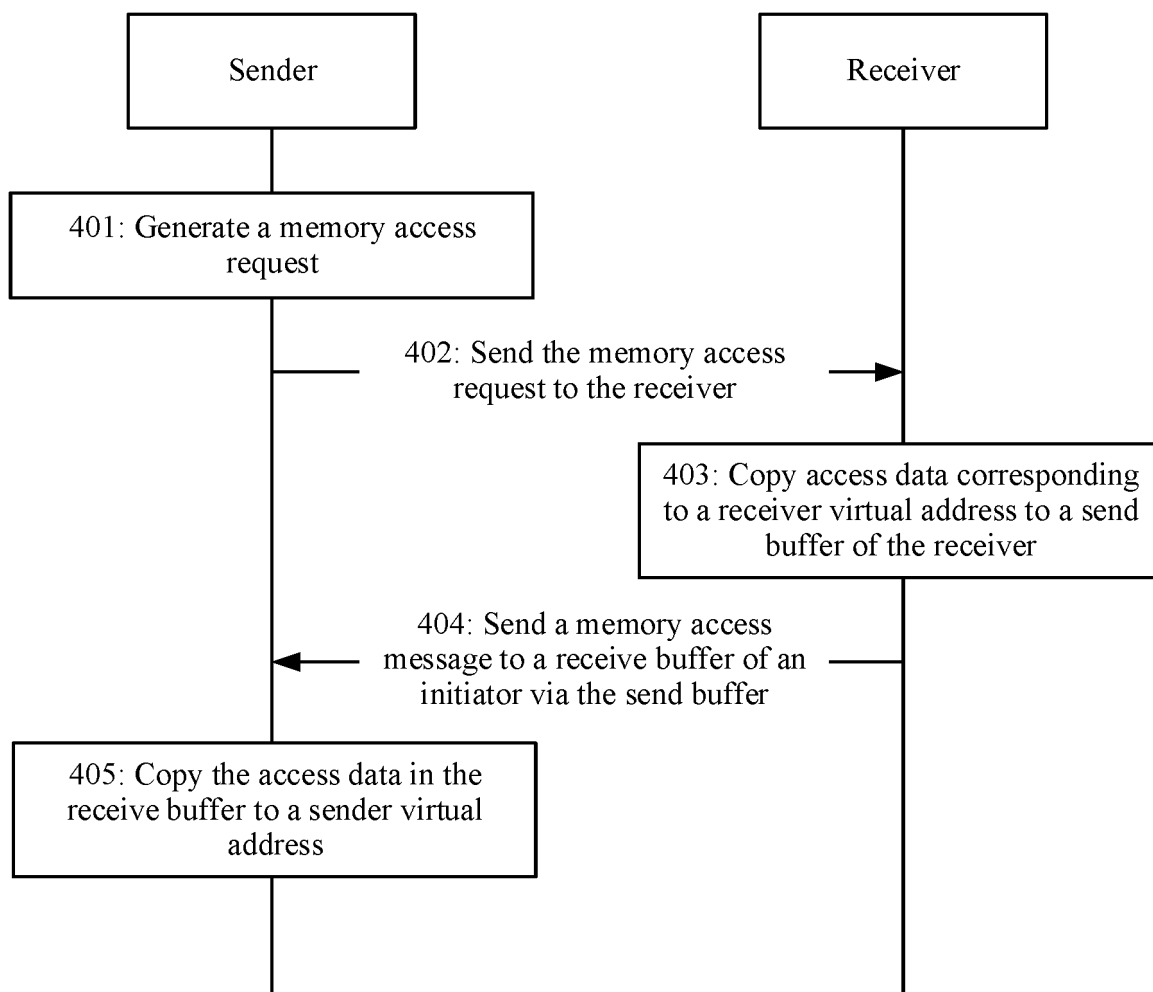 Sender
Receiver
401: Generate a memory access
request
402: Send the memory access
request to the receiver
403: Copy access data corresponding
to a receiver virtual address to a send
buffer of the receiver
404: Send a memory access
message to a receive buffer of an
initiator via the send buffer
405: Copy the access data in the
receive buffer to a sender virtual
address